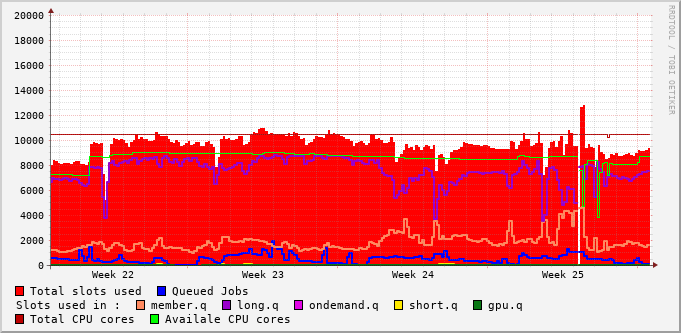 20000
18000
16000
14000
12000
10000
8000
6000
4000
2000
0
Week 22 Week 23 Week 24 Week 25
Total slots used Queued Jobs
Slots used in : member.q long.q ondemand.q short.q gpu.q
Total CPU cores Availale CPU cores
RRDTOOL / TOBI OETIKER